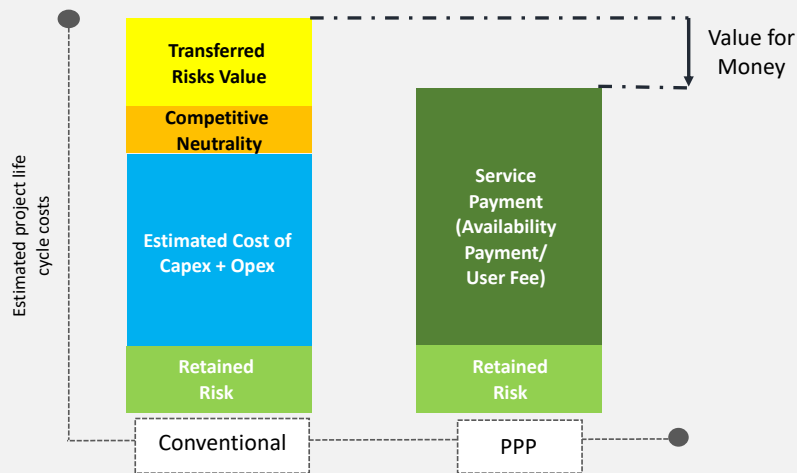 Transferred
Risks Value
Competitive
Neutrality
Estimated Cost of
Capex + Opex
Retained
Risk
Service
Payment
(Availability
Payment/
User Fee)
Retained
Risk
Value for
Money
Estimated project life
cycle costs
Conventional
PPP